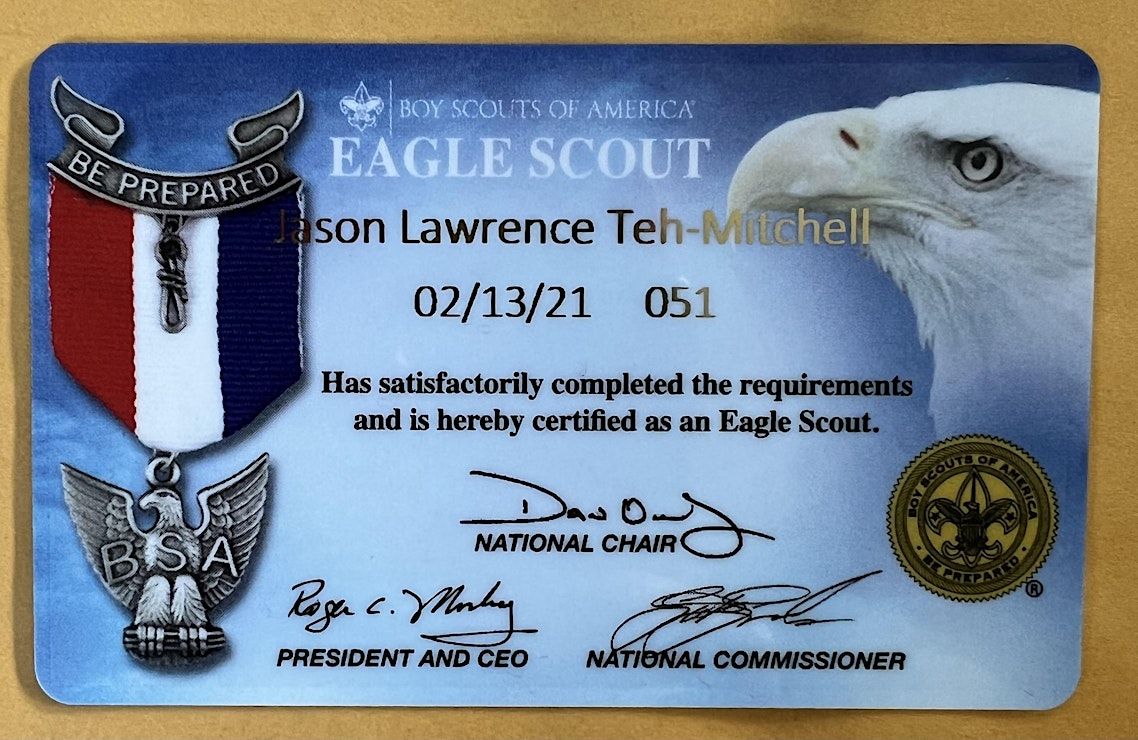 BOY SCOUTS OF AMERICA
EAGLE SCOUT
BE PREPARED
Jason Lawrence Teh-Mitchell
02/13/21 051
Has satisfactorily completed the requirements
and is hereby certified as an Eagle Scout.
BSA
NATIONAL CHAIR
BOY SCOUTS OF AMERICA
BE PREPARED
®
Roger C. Mosby
PRESIDENT AND CEO
NATIONAL COMMISSIONER